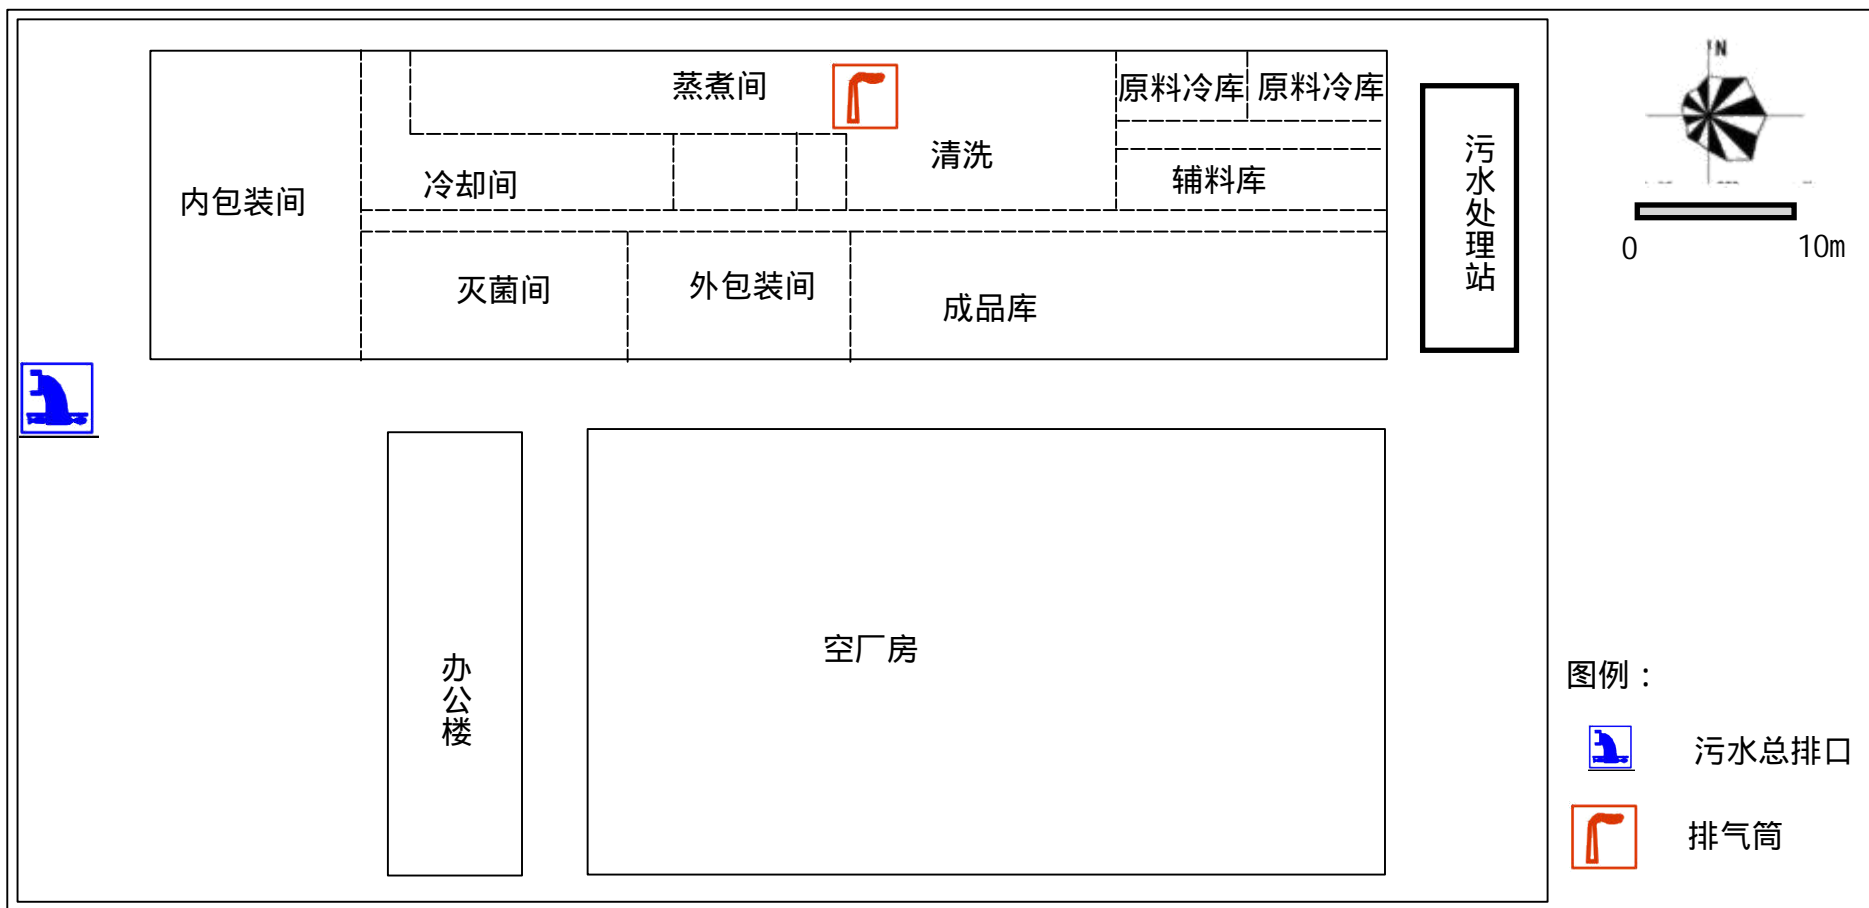 N
蒸煮间
原料冷库
原料冷库
清洗
污水处理站
冷却间
辅料库
内包装间
0
10m
灭菌间
外包装间
成品库
空厂房
办公楼
图例：
污水总排口
排气筒